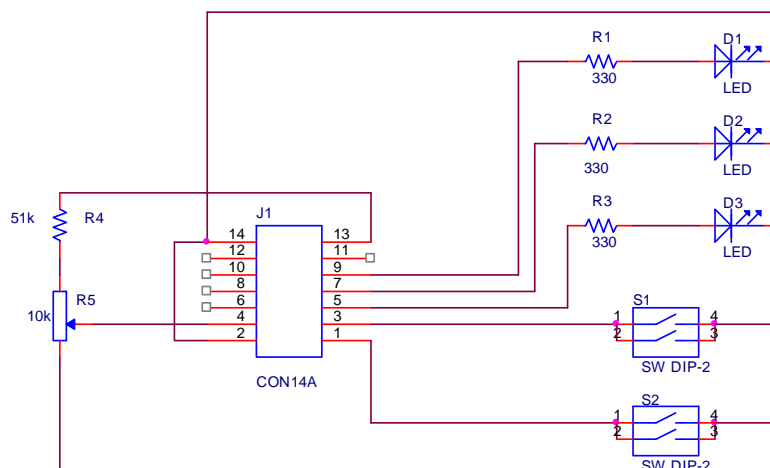 R1
D1
330
LED
R2
D2
330
LED
R3
D3
330
LED
51k
R4
J1
14
13
12
11
10
9
8
7
6
5
4
3
2
1
CON14A
R5
10k
S1
1
4
2
3
SW DIP-2
S2
1
4
2
3
SW DIP-2